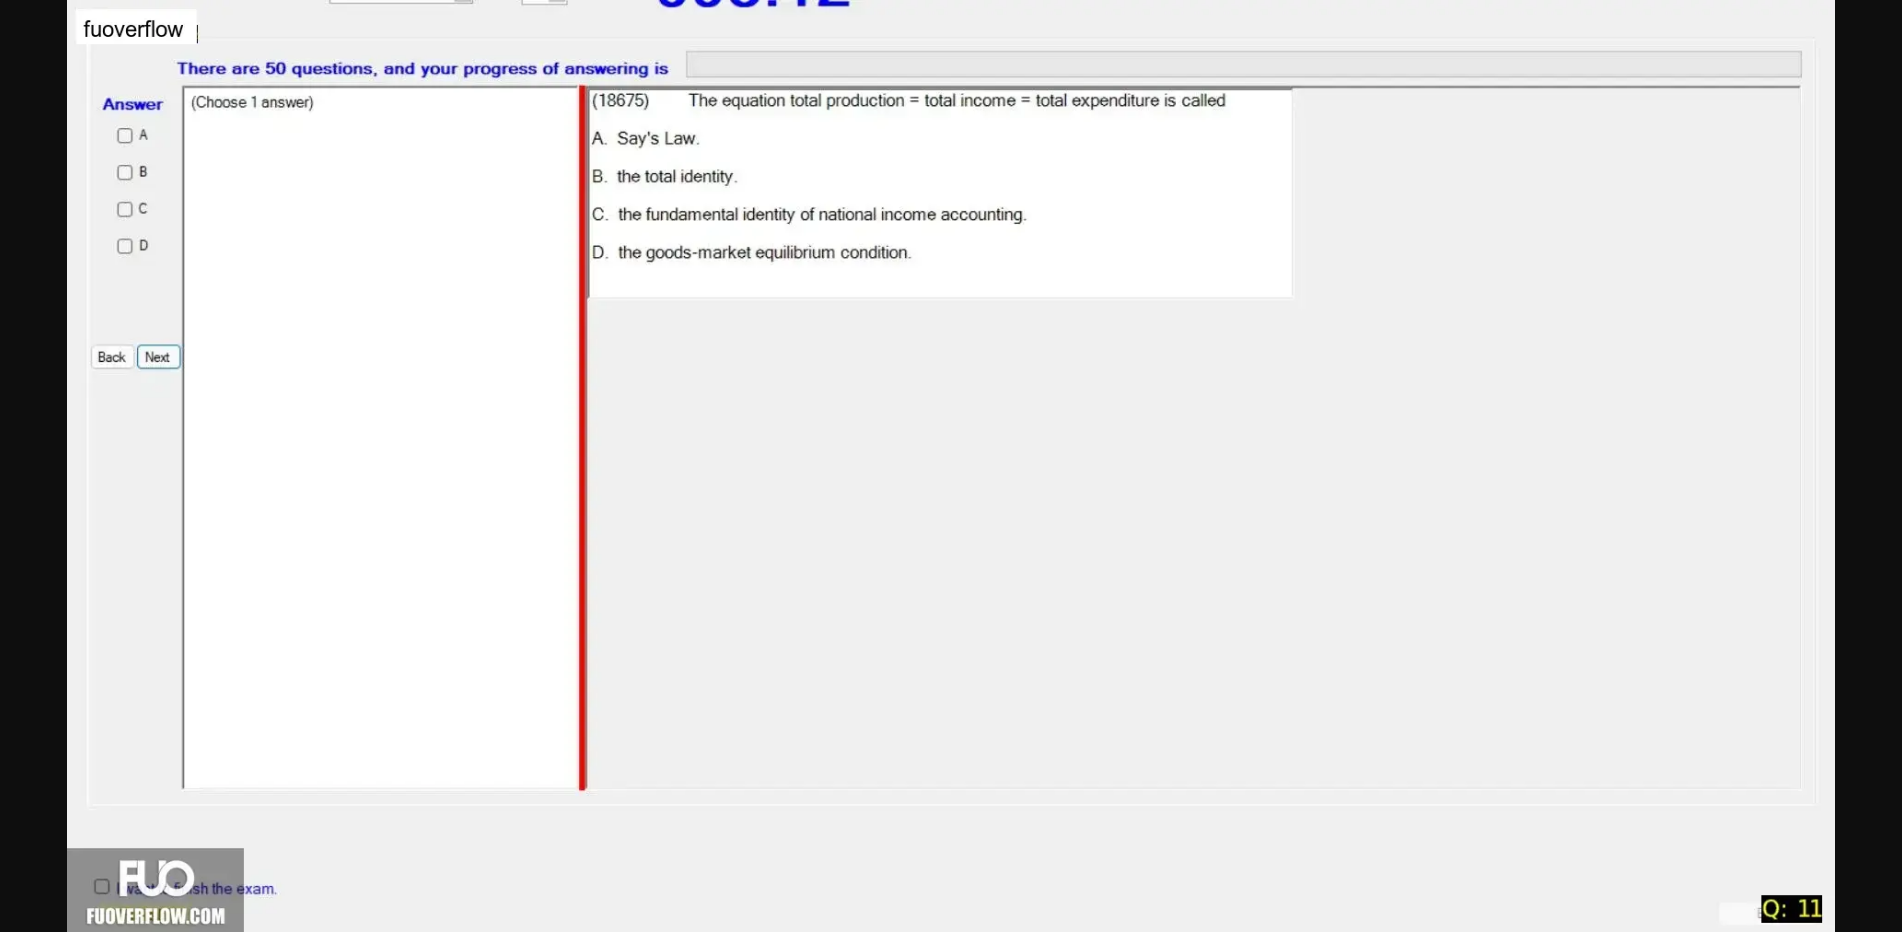 fuoverflow
There are 50 questions, and your progress of answering is
Answer
(Choose 1 answer)
A
B
C
D
Back Next
(18675) The equation total production = total income = total expenditure is called
A. Say's Law.
B. the total identity.
C. the fundamental identity of national income accounting.
D. the goods-market equilibrium condition.
FUO
sh the exam.
FUOVERFLOW.COM
Q: 11